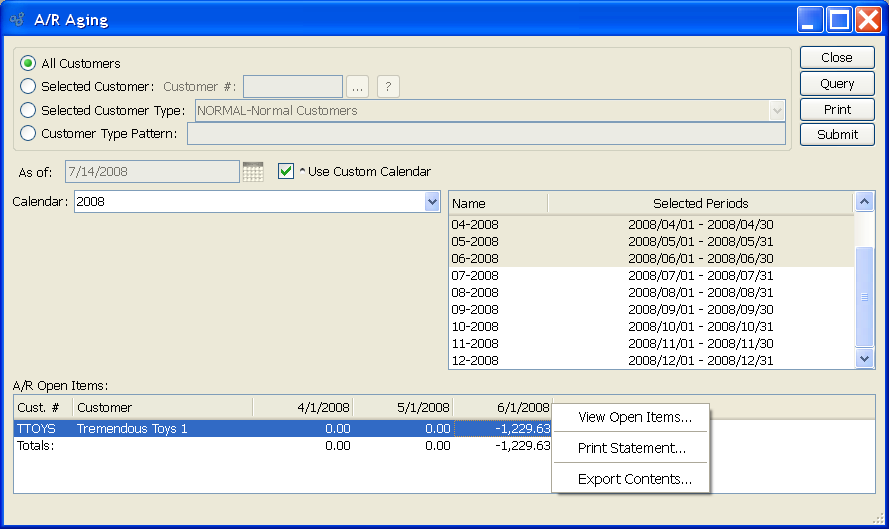 A/R Aging
All Customers
Close
Selected Customer: Customer #: ... ?
Query
Selected Customer Type: NORMAL-Normal Customers
Print
Customer Type Pattern:
Submit
As of: 7/14/2008 ^ Use Custom Calendar
Calendar: 2008
Name Selected Periods
04-2008 2008/04/01 - 2008/04/30
05-2008 2008/05/01 - 2008/05/31
06-2008 2008/06/01 - 2008/06/30
07-2008 2008/07/01 - 2008/07/31
08-2008 2008/08/01 - 2008/08/31
09-2008 2008/09/01 - 2008/09/30
10-2008 2008/10/01 - 2008/10/31
11-2008 2008/11/01 - 2008/11/30
12-2008 2008/12/01 - 2008/12/31
A/R Open Items:
Cust. # Customer 4/1/2008 5/1/2008 6/1/2008
TTOYS Tremendous Toys 1 0.00 0.00 -1,229.63
Totals: 0.00 0.00 -1,229.63
View Open Items...
Print Statement...
Export Contents...